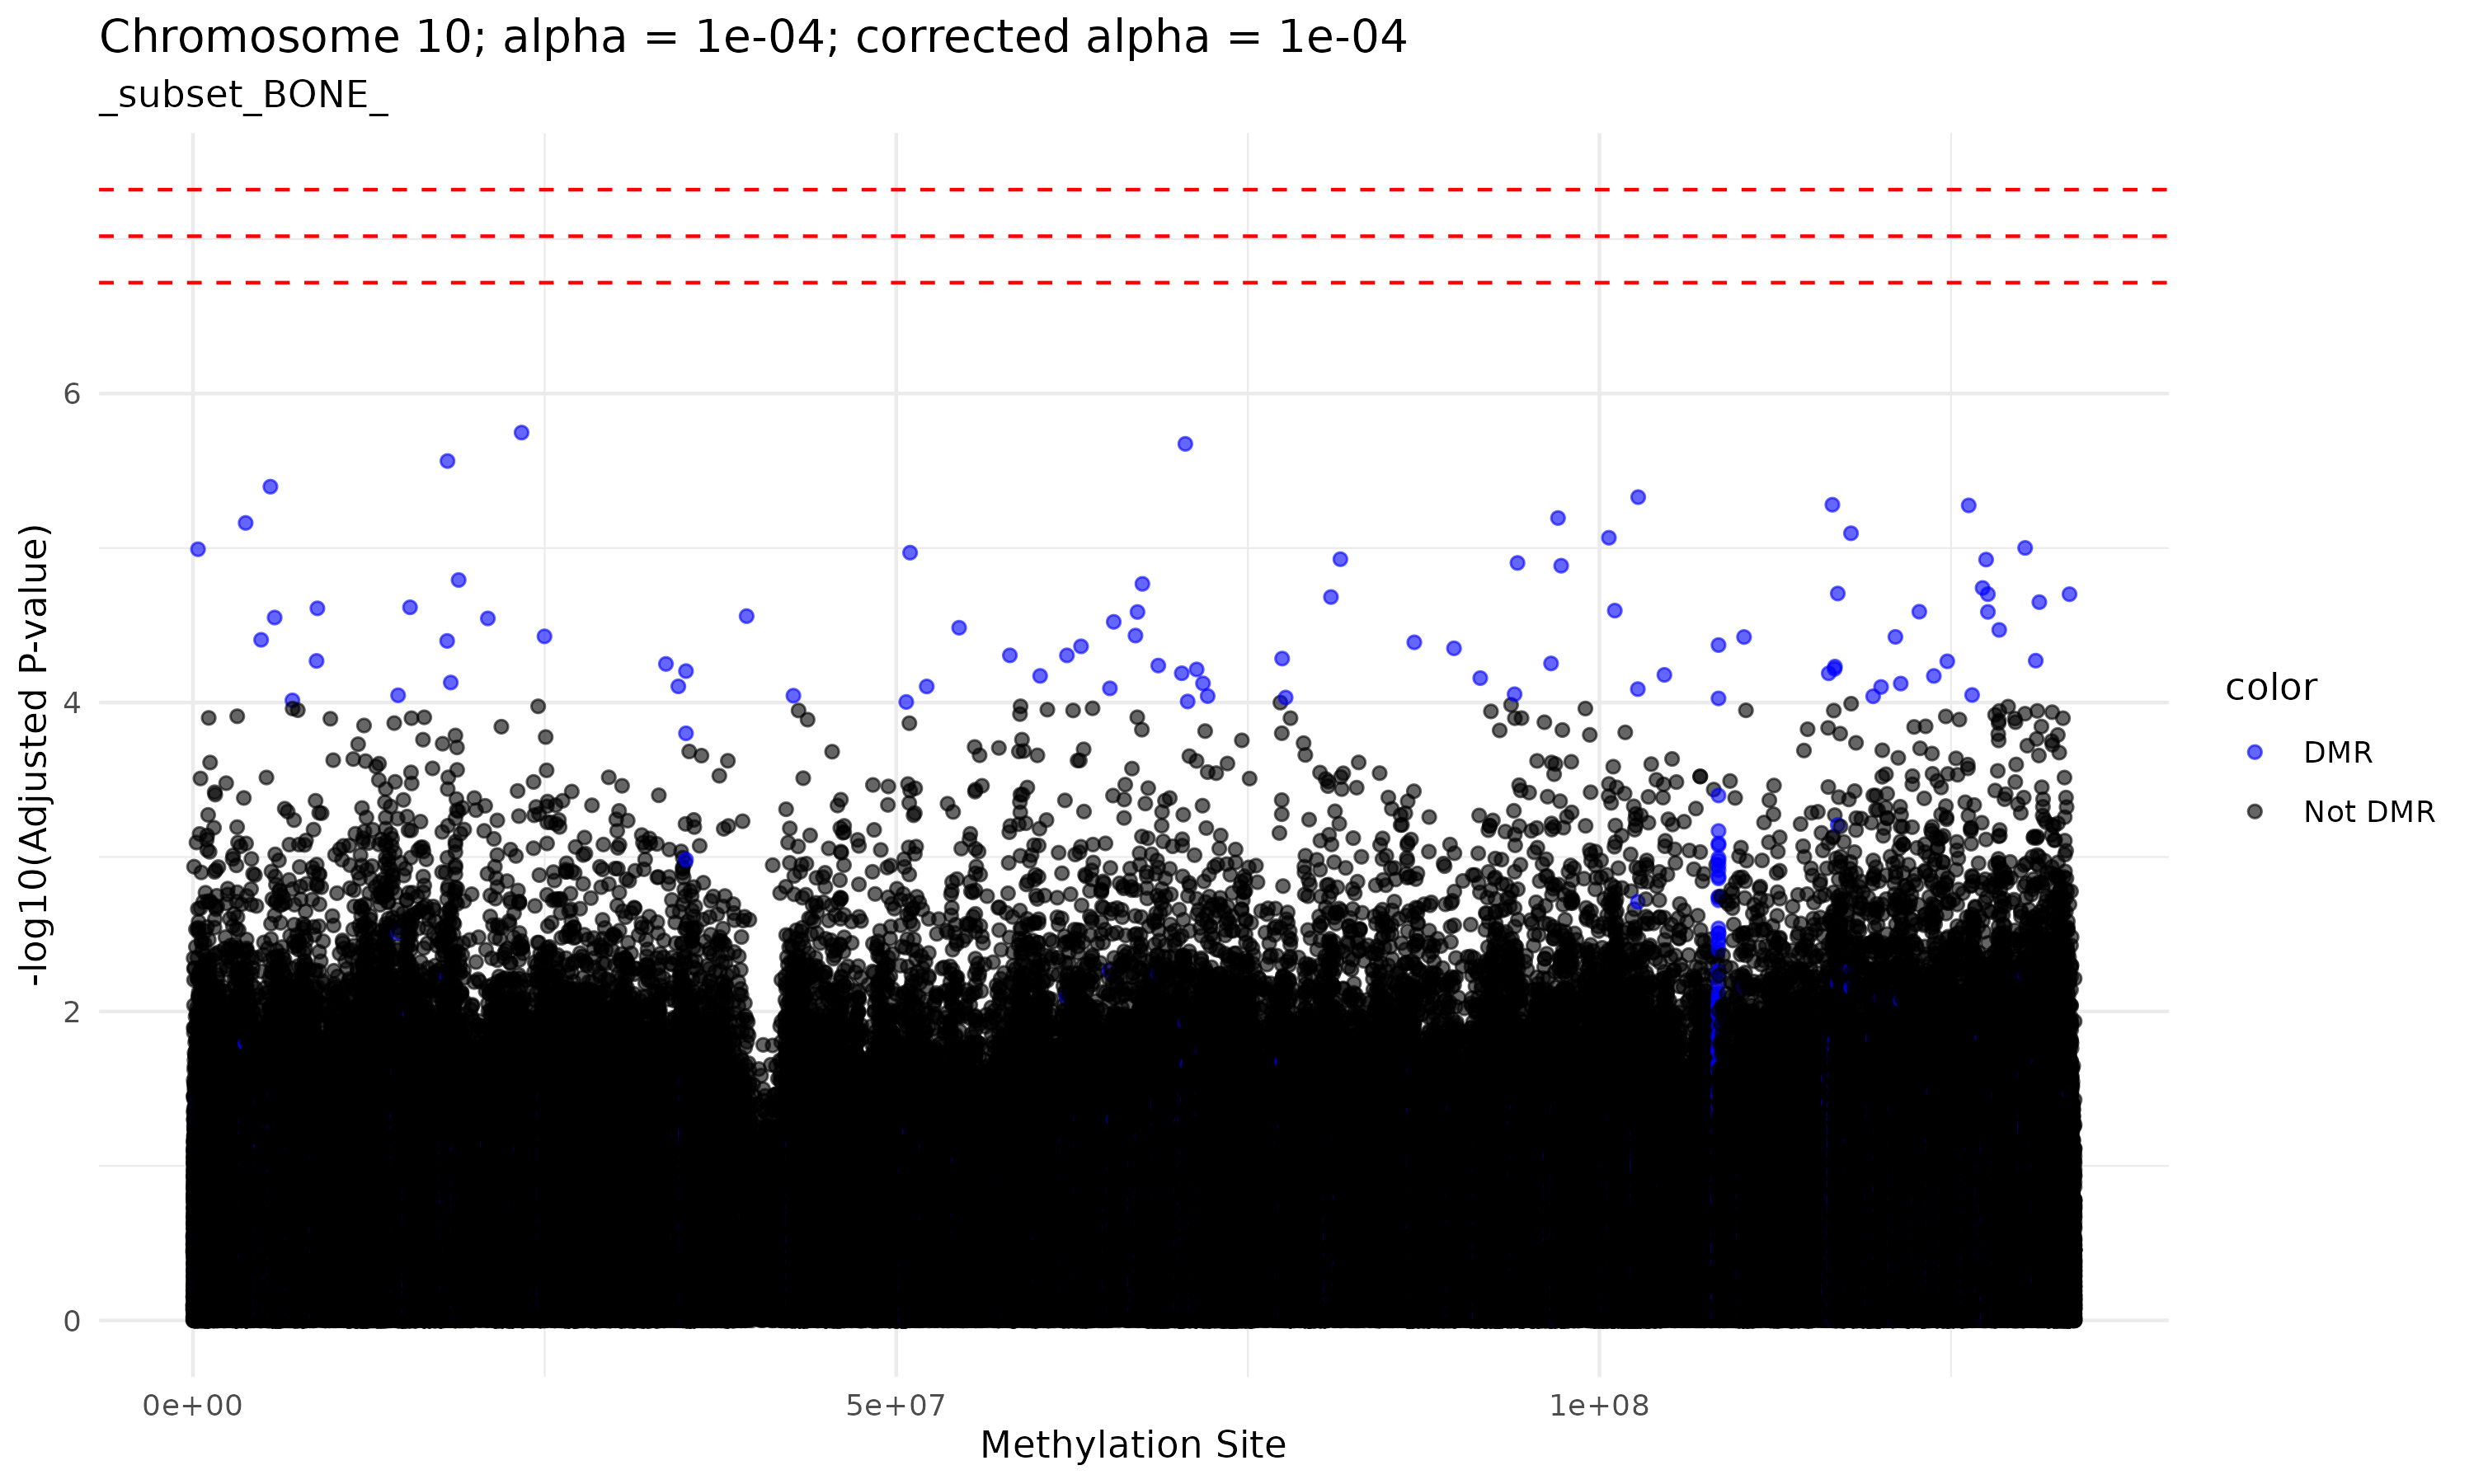 Chromosome 10; alpha = 1e-04; corrected alpha = 1e-04
_subset_BONE_
-log10(Adjusted P-value)
6
4
2
0
0e+00
5e+07
1e+08
Methylation Site
color
DMR
Not DMR